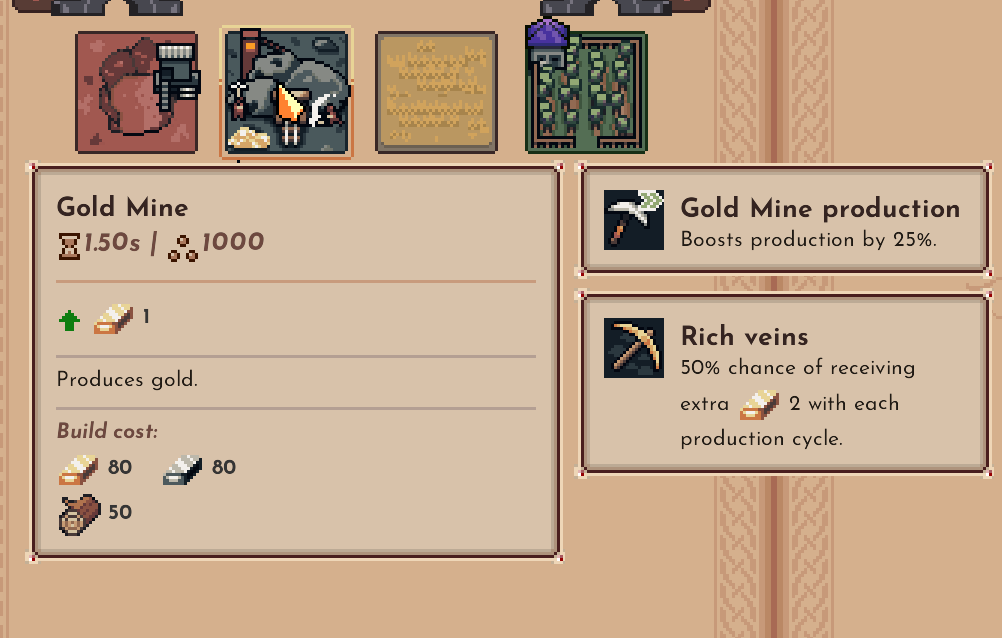 Gold Mine
1.50s | 1000
1
Produces gold.
Build cost:
80 80
50
Gold Mine production
Boosts production by 25%.
Rich veins
50% chance of receiving
extra 2 with each
production cycle.